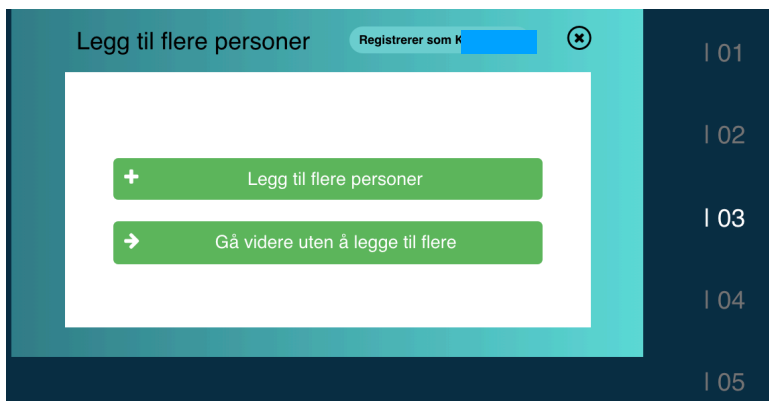 Legg til flere personer
Registrerer som K
| 01
| 02
Legg til flere personer
| 03
Gå videre uten å legge til flere
| 04
| 05